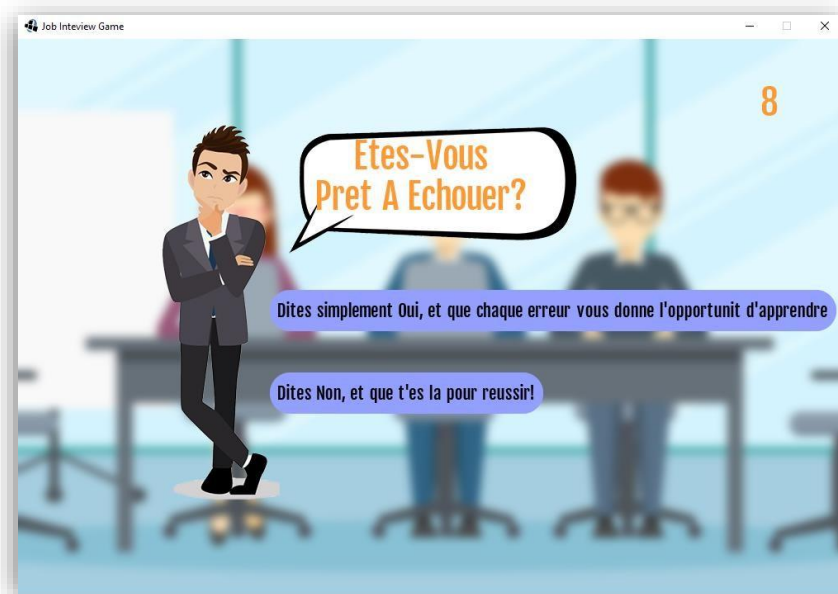 Job Inteview Game
8
Etes-Vous
Pret A Echouer?
Dites simplement Oui, et que chaque erreur vous donne l'opportunit d'apprendre
Dites Non, et que t'es la pour reussir!